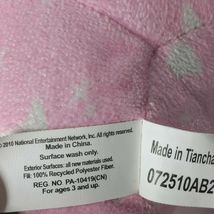 © 2010 National Entertainment Network, Inc. All rights reserved.
Made in China.
Surface wash only.
Exterior Surfaces: all new materials used.
Fill: 100% Recycled Polyester Fiber.
REG. NO PA-10419(CN)
For ages 3 and up.
Made in Tiancha
072510AB2